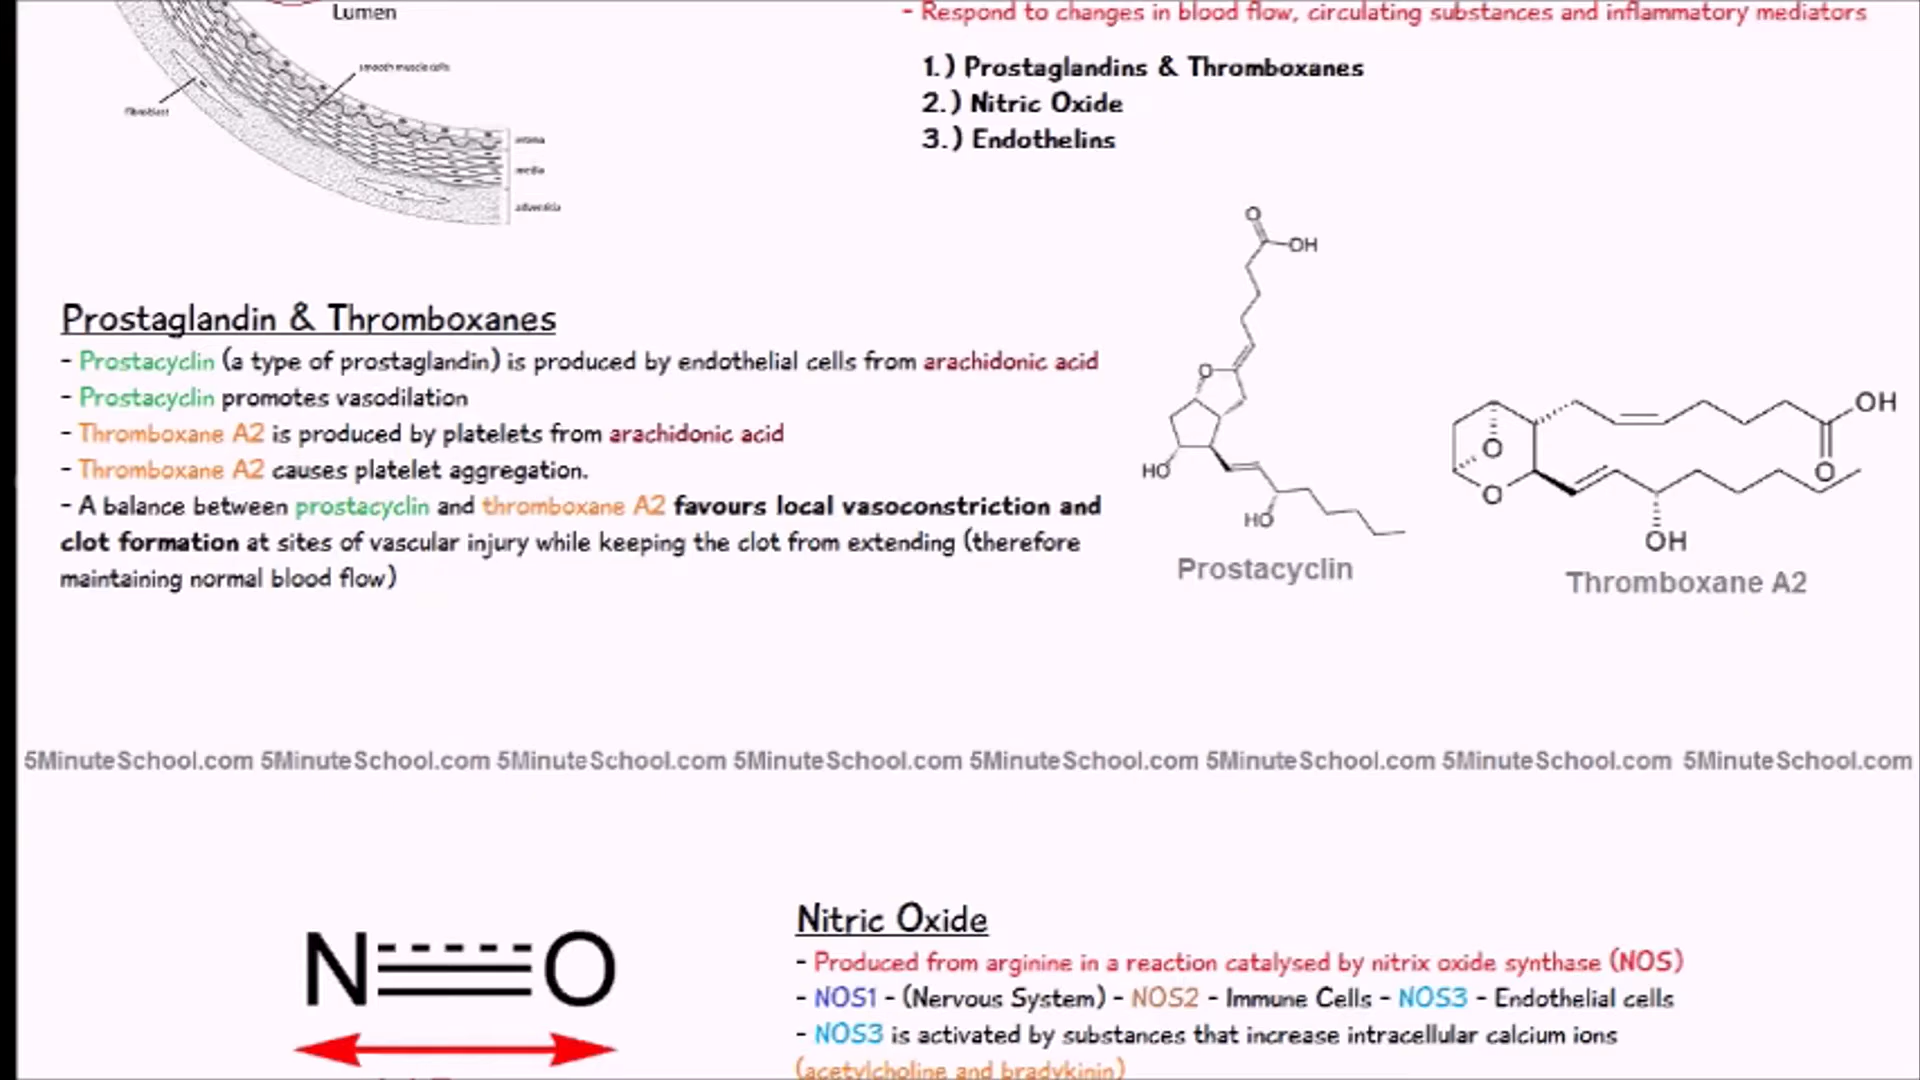 Lumen
- Respond to changes in blood flow, circulating substances and inflammatory mediators
smooth muscle cells
fibroblast
intima
media
adventitia
1.) Prostaglandins & Thromboxanes
2.) Nitric Oxide
3.) Endothelins
O
OH
O
HO
HO
Prostacyclin
OH
O
O
O
OH
Thromboxane A2
Prostaglandin & Thromboxanes
- Prostacyclin (a type of prostaglandin) is produced by endothelial cells from arachidonic acid
- Prostacyclin promotes vasodilation
- Thromboxane A2 is produced by platelets from arachidonic acid
- Thromboxane A2 causes platelet aggregation.
- A balance between prostacyclin and thromboxane A2 favours local vasoconstriction and
clot formation at sites of vascular injury while keeping the clot from extending (therefore
maintaining normal blood flow)
5MinuteSchool.com 5MinuteSchool.com 5MinuteSchool.com 5MinuteSchool.com 5MinuteSchool.com 5MinuteSchool.com 5MinuteSchool.com 5MinuteSchool.com
N O
Nitric Oxide
- Produced from arginine in a reaction catalysed by nitrix oxide synthase (NOS)
- NOS1 - (Nervous System) - NOS2 - Immune Cells - NOS3 - Endothelial cells
- NOS3 is activated by substances that increase intracellular calcium ions
(acetylcholine and bradykinin)